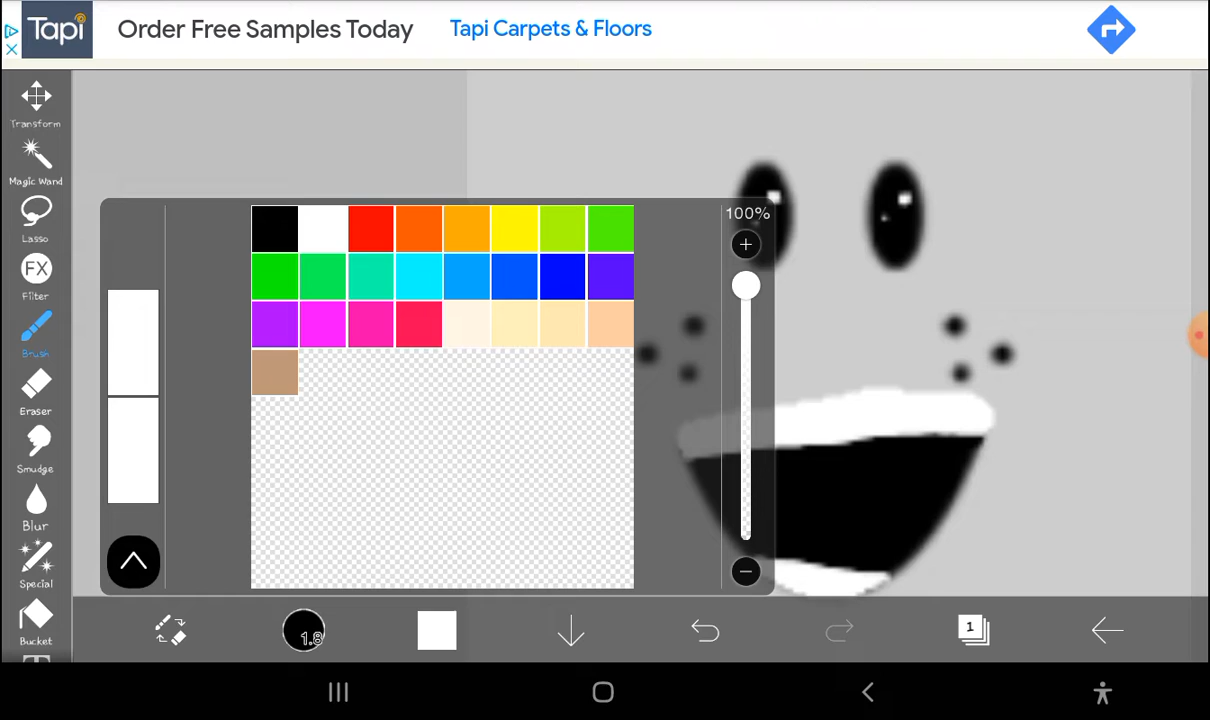 Tapi
Order Free Samples Today
Tapi Carpets & Floors
Transform
Magic Wand
Lasso
FX
Filter
Brush
Eraser
Smudge
Blur
Special
Bucket
100%
1.8
1